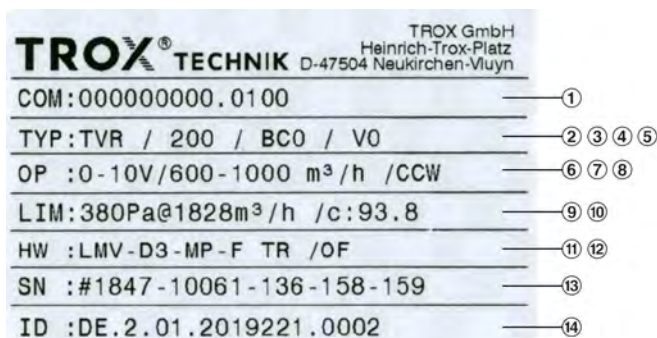 TROX® TECHNIK
TROX GmbH
Heinrich-Trox-Platz
D-47504 Neukirchen-Vluyn
COM:000000000.0100 ①
TYP:TVR / 200 / BC0 / V0 ② ③ ④ ⑤
OP :0-10V/600-1000 m³/h /CCW ⑥ ⑦ ⑧
LIM:380Pa@1828m³/h /c:93.8 ⑨ ⑩
HW :LMV-D3-MP-F TR /OF ⑪ ⑫
SN :#1847-10061-136-158-159 ⑬
ID :DE.2.01.2019221.0002 ⑭